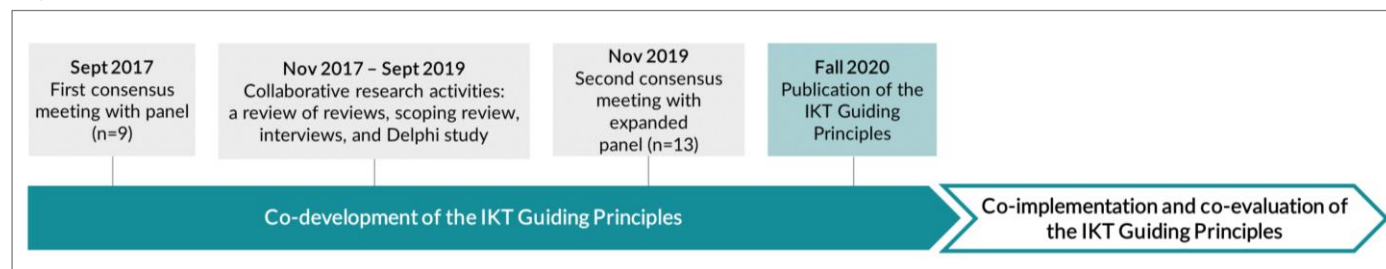 Sept 2017
First consensus
meeting with panel
(n=9)
Nov 2017 – Sept 2019
Collaborative research activities:
a review of reviews, scoping review,
interviews, and Delphi study
Nov 2019
Second consensus
meeting with
expanded
panel (n=13)
Fall 2020
Publication of the
IKT Guiding
Principles
Co-development of the IKT Guiding Principles
Co-implementation and co-evaluation of
the IKT Guiding Principles